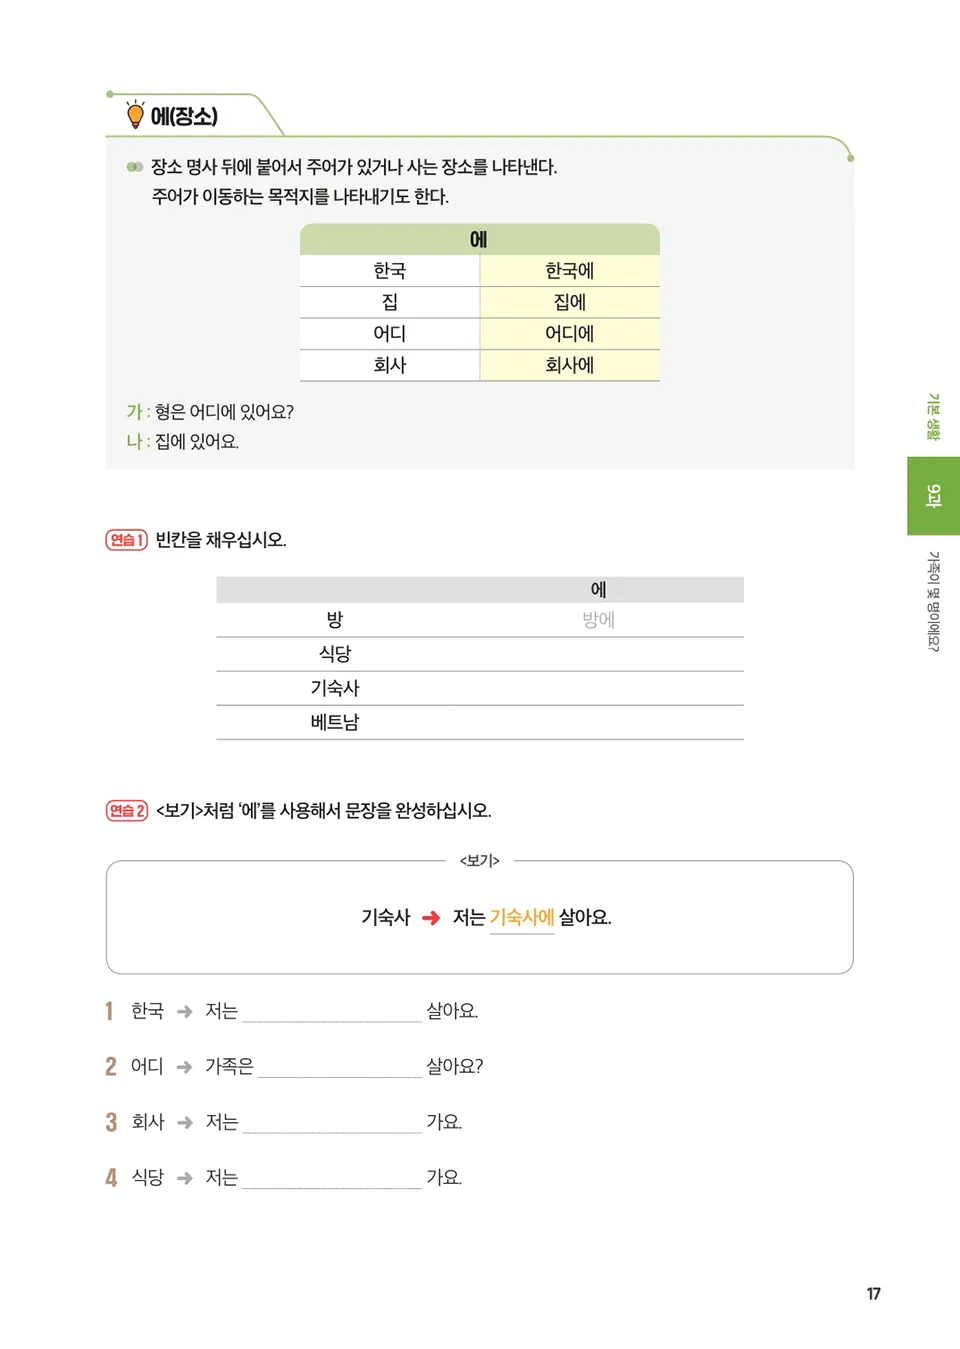 에(장소)
장소 명사 뒤에 붙어서 주어가 있거나 사는 장소를 나타낸다.
주어가 이동하는 목적지를 나타내기도 한다.
에
한국 한국에
집 집에
어디 어디에
회사 회사에
가 : 형은 어디에 있어요?
나 : 집에 있어요.
기본 생활
9과
가족이 몇 명이에요?
연습 1 빈칸을 채우십시오.
에
방 방에
식당
기숙사
베트남
연습 2 <보기>처럼 ‘에’를 사용해서 문장을 완성하십시오.
<보기>
기숙사 ➜ 저는 기숙사에 살아요.
1 한국 ➜ 저는 살아요.
2 어디 ➜ 가족은 살아요?
3 회사 ➜ 저는 가요.
4 식당 ➜ 저는 가요.
17